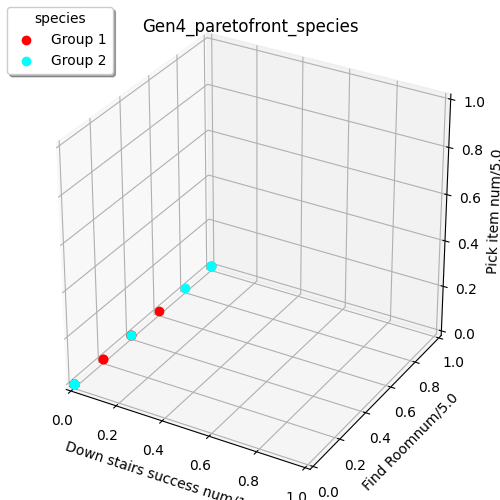 Gen4_paretofront_species
species
Group 1
Group 2
1.0
0.8
0.6
0.4
0.2
0.0
Pick item num/5.0
0.0
0.2
0.4
0.6
0.8
1.0
Down stairs success num/
0.0
0.2
0.4
0.6
0.8
1.0
Find Roomnum/5.0